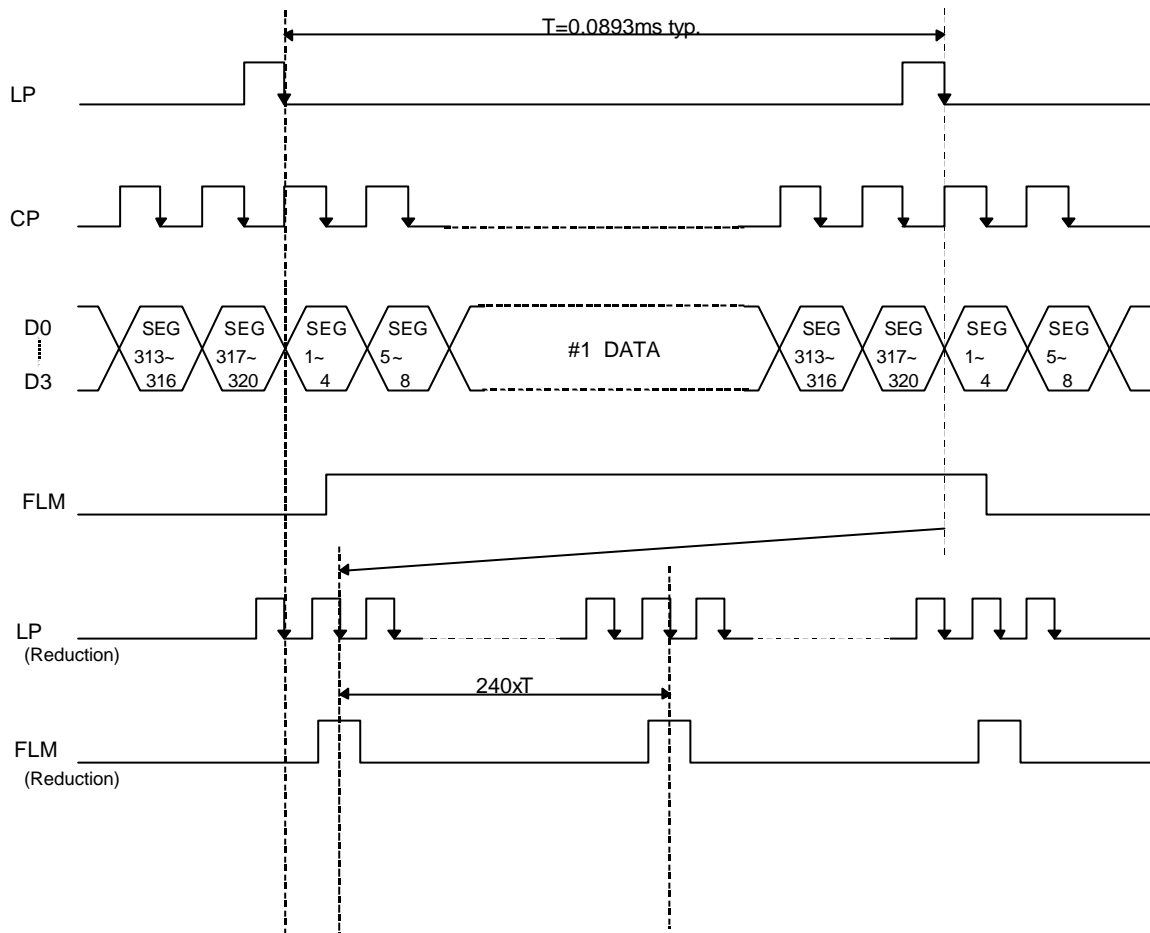 T=0.0893ms typ.
LP
CP
D0
D3
SEG
313~
316
SEG
317~
320
SEG
1~
4
SEG
5~
8
#1 DATA
SEG
313~
316
SEG
317~
320
SEG
1~
4
SEG
5~
8
FLM
LP
(Reduction)
240xT
FLM
(Reduction)